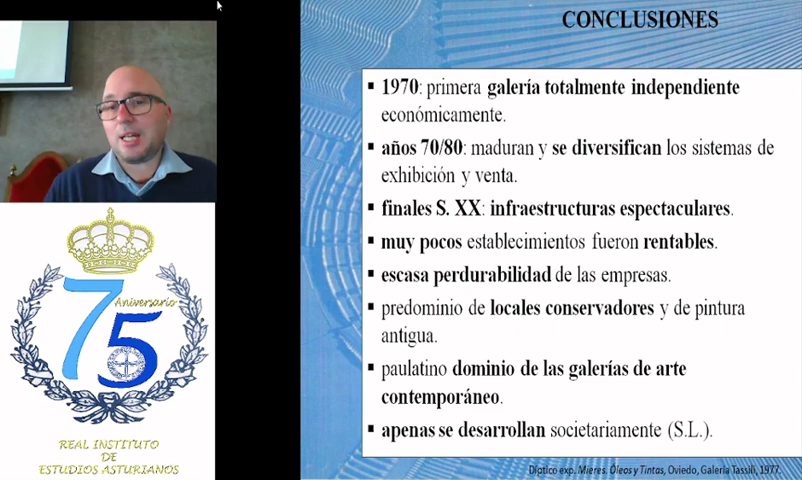 CONCLUSIONES
▪ 1970: primera galería totalmente independiente
económicamente.
▪ años 70/80: maduran y se diversifican los sistemas de
exhibición y venta.
▪ finales S. XX: infraestructuras espectaculares.
▪ muy pocos establecimientos fueron rentables.
▪ escasa perdurabilidad de las empresas.
▪ predominio de locales conservadores y de pintura
antigua.
▪ paulatino dominio de las galerías de arte
contemporáneo.
▪ apenas se desarrollan societariamente (S.L.).
Díptico exp. Mieres. Óleos y Tintas, Oviedo, Galería Tassili, 1977.
75
Aniversario
REAL INSTITUTO
DE
ESTUDIOS ASTURIANOS